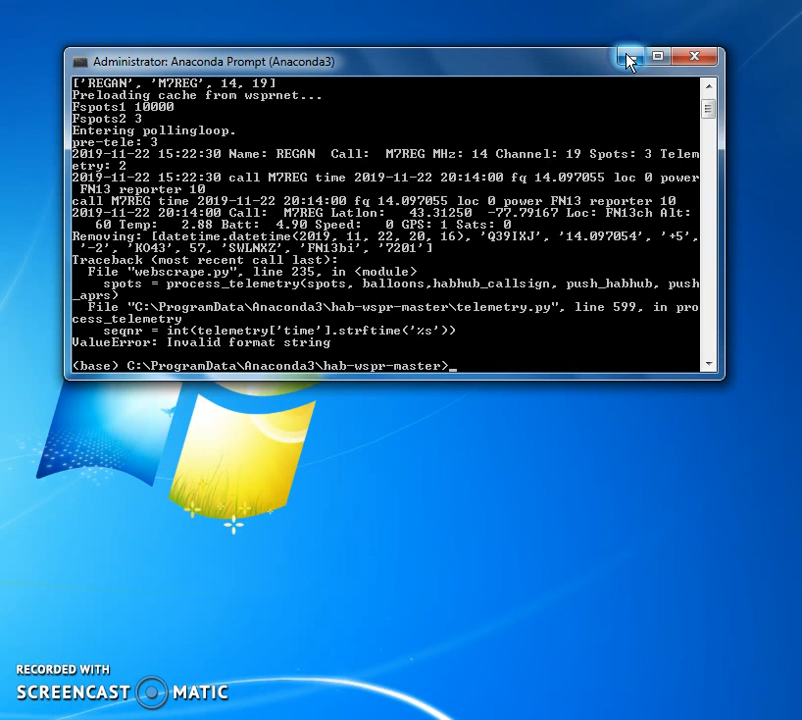 Administrator: Anaconda Prompt (Anaconda3)
['REGAN', 'M7REG', 14, 19]
Preloading cache from wsprnet...
Fspots1 10000
Fspots2 3
Entering pollingloop.
pre-tele: 3
2019-11-22 15:22:30 Name: REGAN Call: M7REG MHz: 14 Channel: 19 Spots: 3 Telem
etry: 2
2019-11-22 15:22:30 call M7REG time 2019-11-22 20:14:00 fq 14.097055 loc 0 power
FN13 reporter 10
call M7REG time 2019-11-22 20:14:00 fq 14.097055 loc 0 power FN13 reporter 10
2019-11-22 20:14:00 Call: M7REG Latlon: 43.31250 -77.79167 Loc: FN13ch Alt:
60 Temp: 2.88 Batt: 4.90 Speed: 0 GPS: 1 Sats: 0
Removing: [datetime.datetime(2019, 11, 22, 20, 16), 'Q39IXJ', '14.097054', '+5',
'-2', 'KO43', 57, 'SWLNXZ', 'FN13bi', '7201']
Traceback (most recent call last):
File "webscrape.py", line 235, in <module>
spots = process_telemetry(spots, balloons,habhub_callsign, push_habhub, push
_aprs)
File "C:\ProgramData\Anaconda3\hab-wspr-master\telemetry.py", line 599, in pro
cess_telemetry
seqnr = int(telemetry['time'].strftime('%s'))
ValueError: Invalid format string
(base) C:\ProgramData\Anaconda3\hab-wspr-master>_
RECORDED WITH
SCREENCAST MATIC